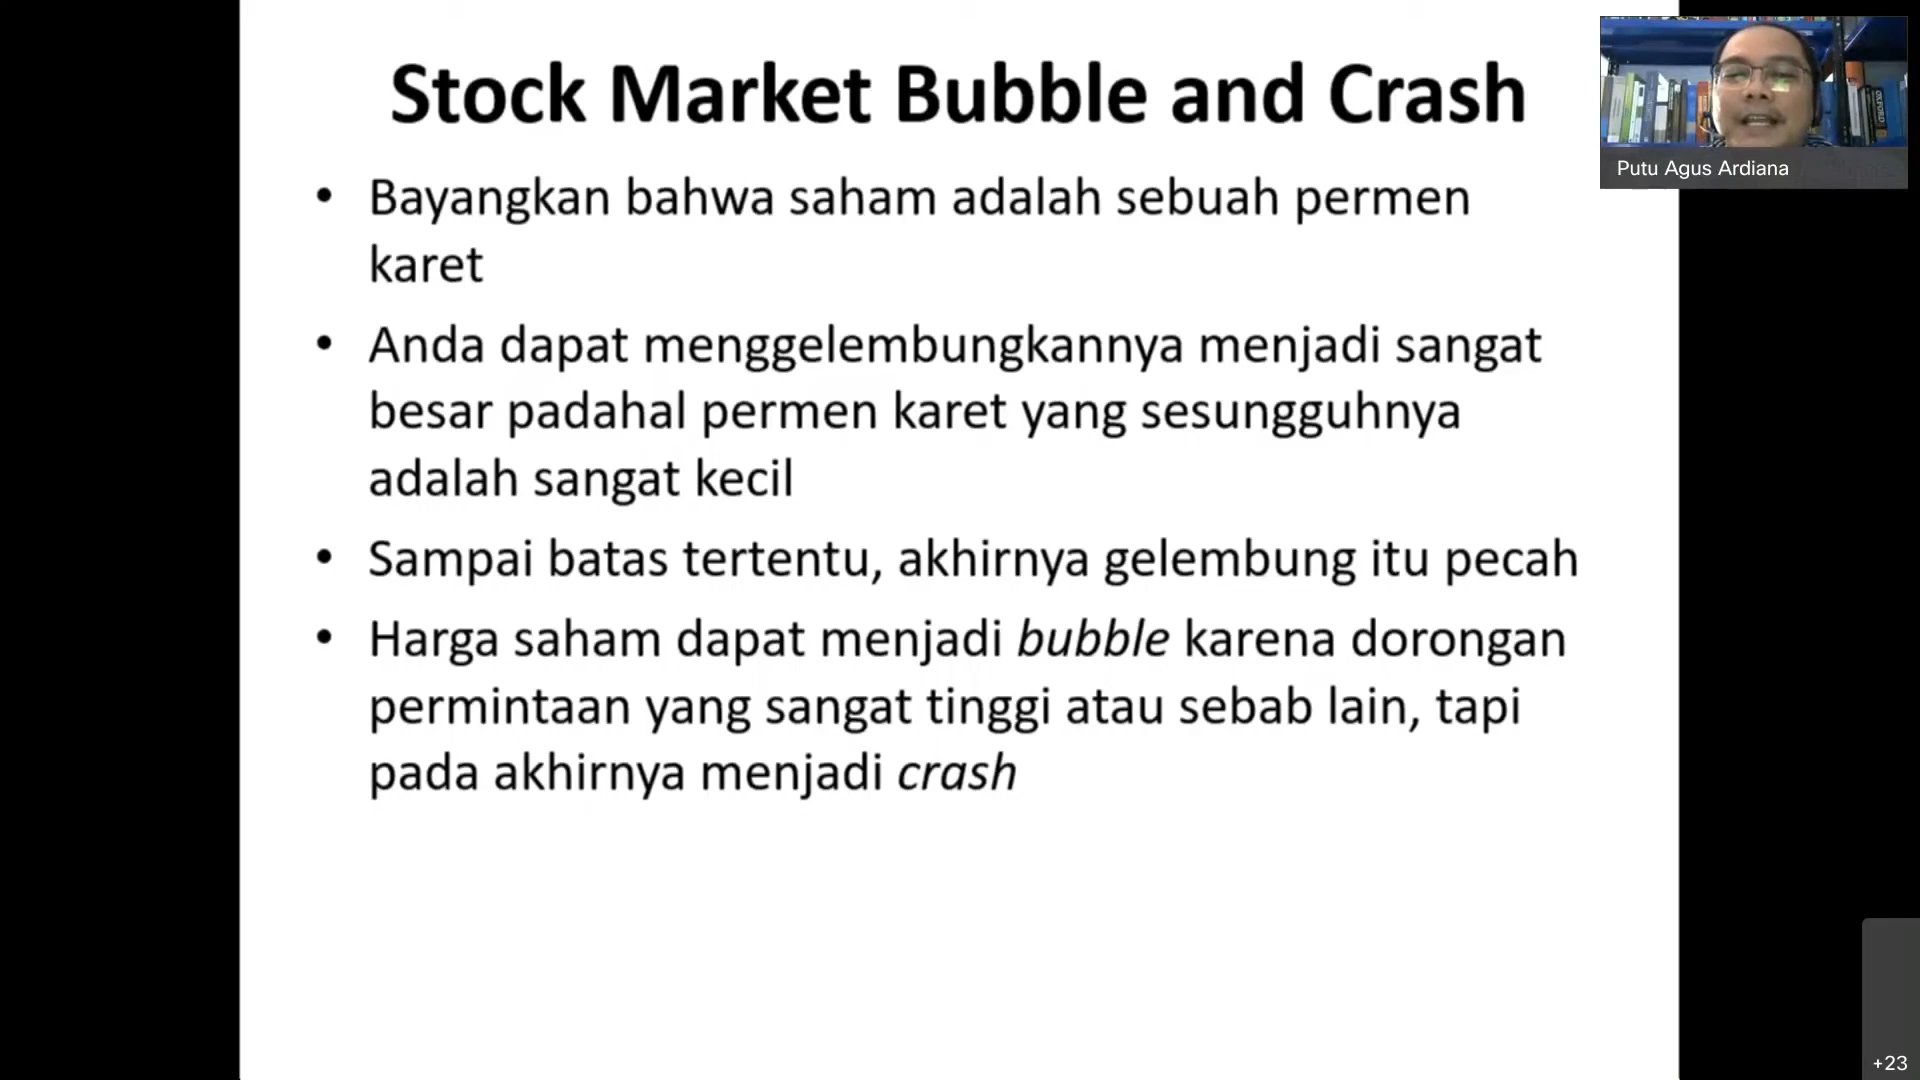 Stock Market Bubble and Crash
• Bayangkan bahwa saham adalah sebuah permen
karet
• Anda dapat menggelembungkannya menjadi sangat
besar padahal permen karet yang sesungguhnya
adalah sangat kecil
• Sampai batas tertentu, akhirnya gelembung itu pecah
• Harga saham dapat menjadi bubble karena dorongan
permintaan yang sangat tinggi atau sebab lain, tapi
pada akhirnya menjadi crash
Putu Agus Ardiana
+23